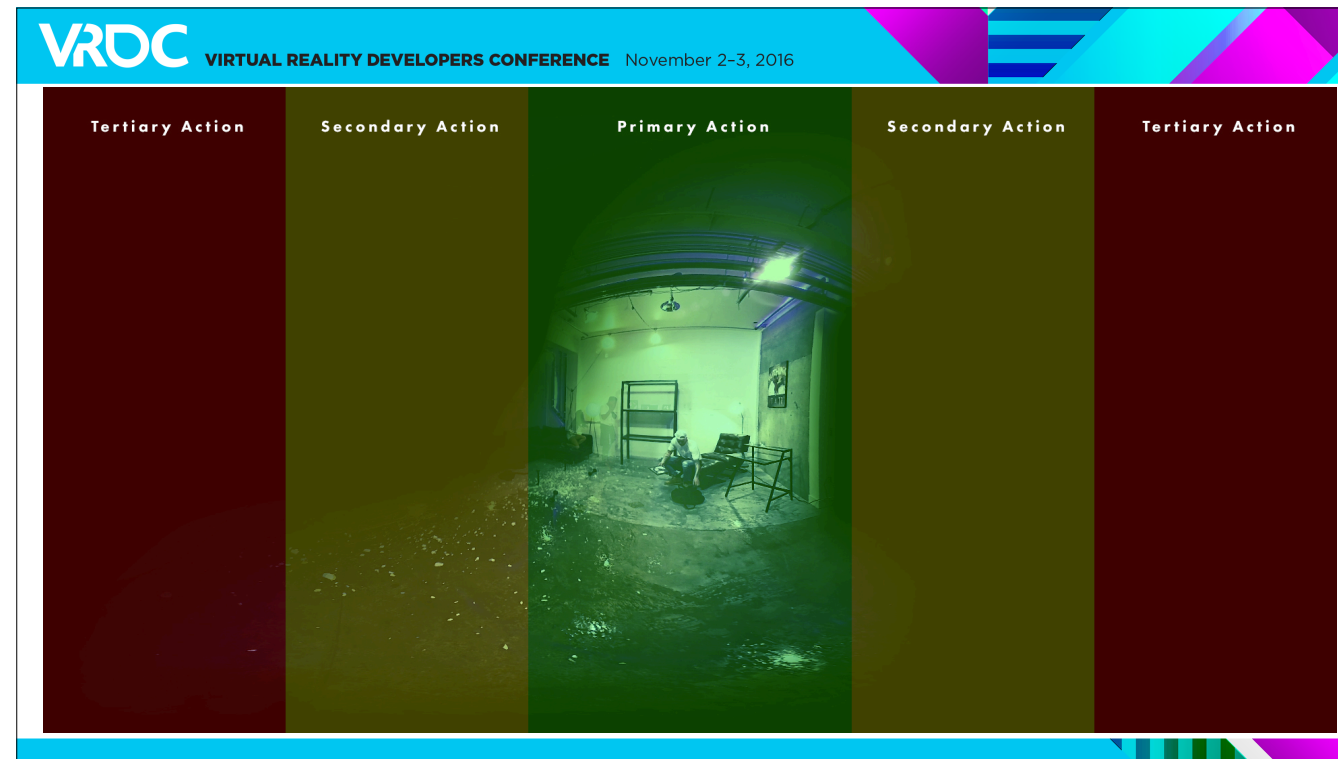 VRDC VIRTUAL REALITY DEVELOPERS CONFERENCE November 2–3, 2016
Tertiary Action Secondary Action Primary Action Secondary Action Tertiary Action